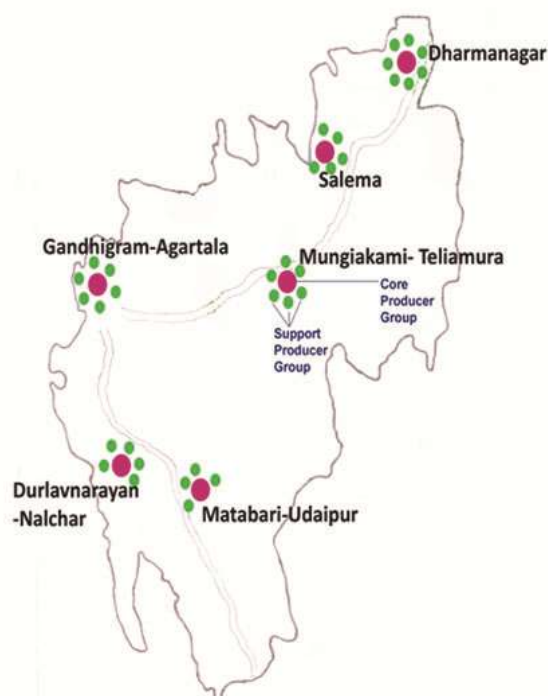 Dharmanagar
Salema
Gandhigram-Agartala
Mungiakami- Teliamura
Core
Producer
Group
Support
Producer
Group
Durlavnarayan
-Nalchar
Matabari-Udaipur